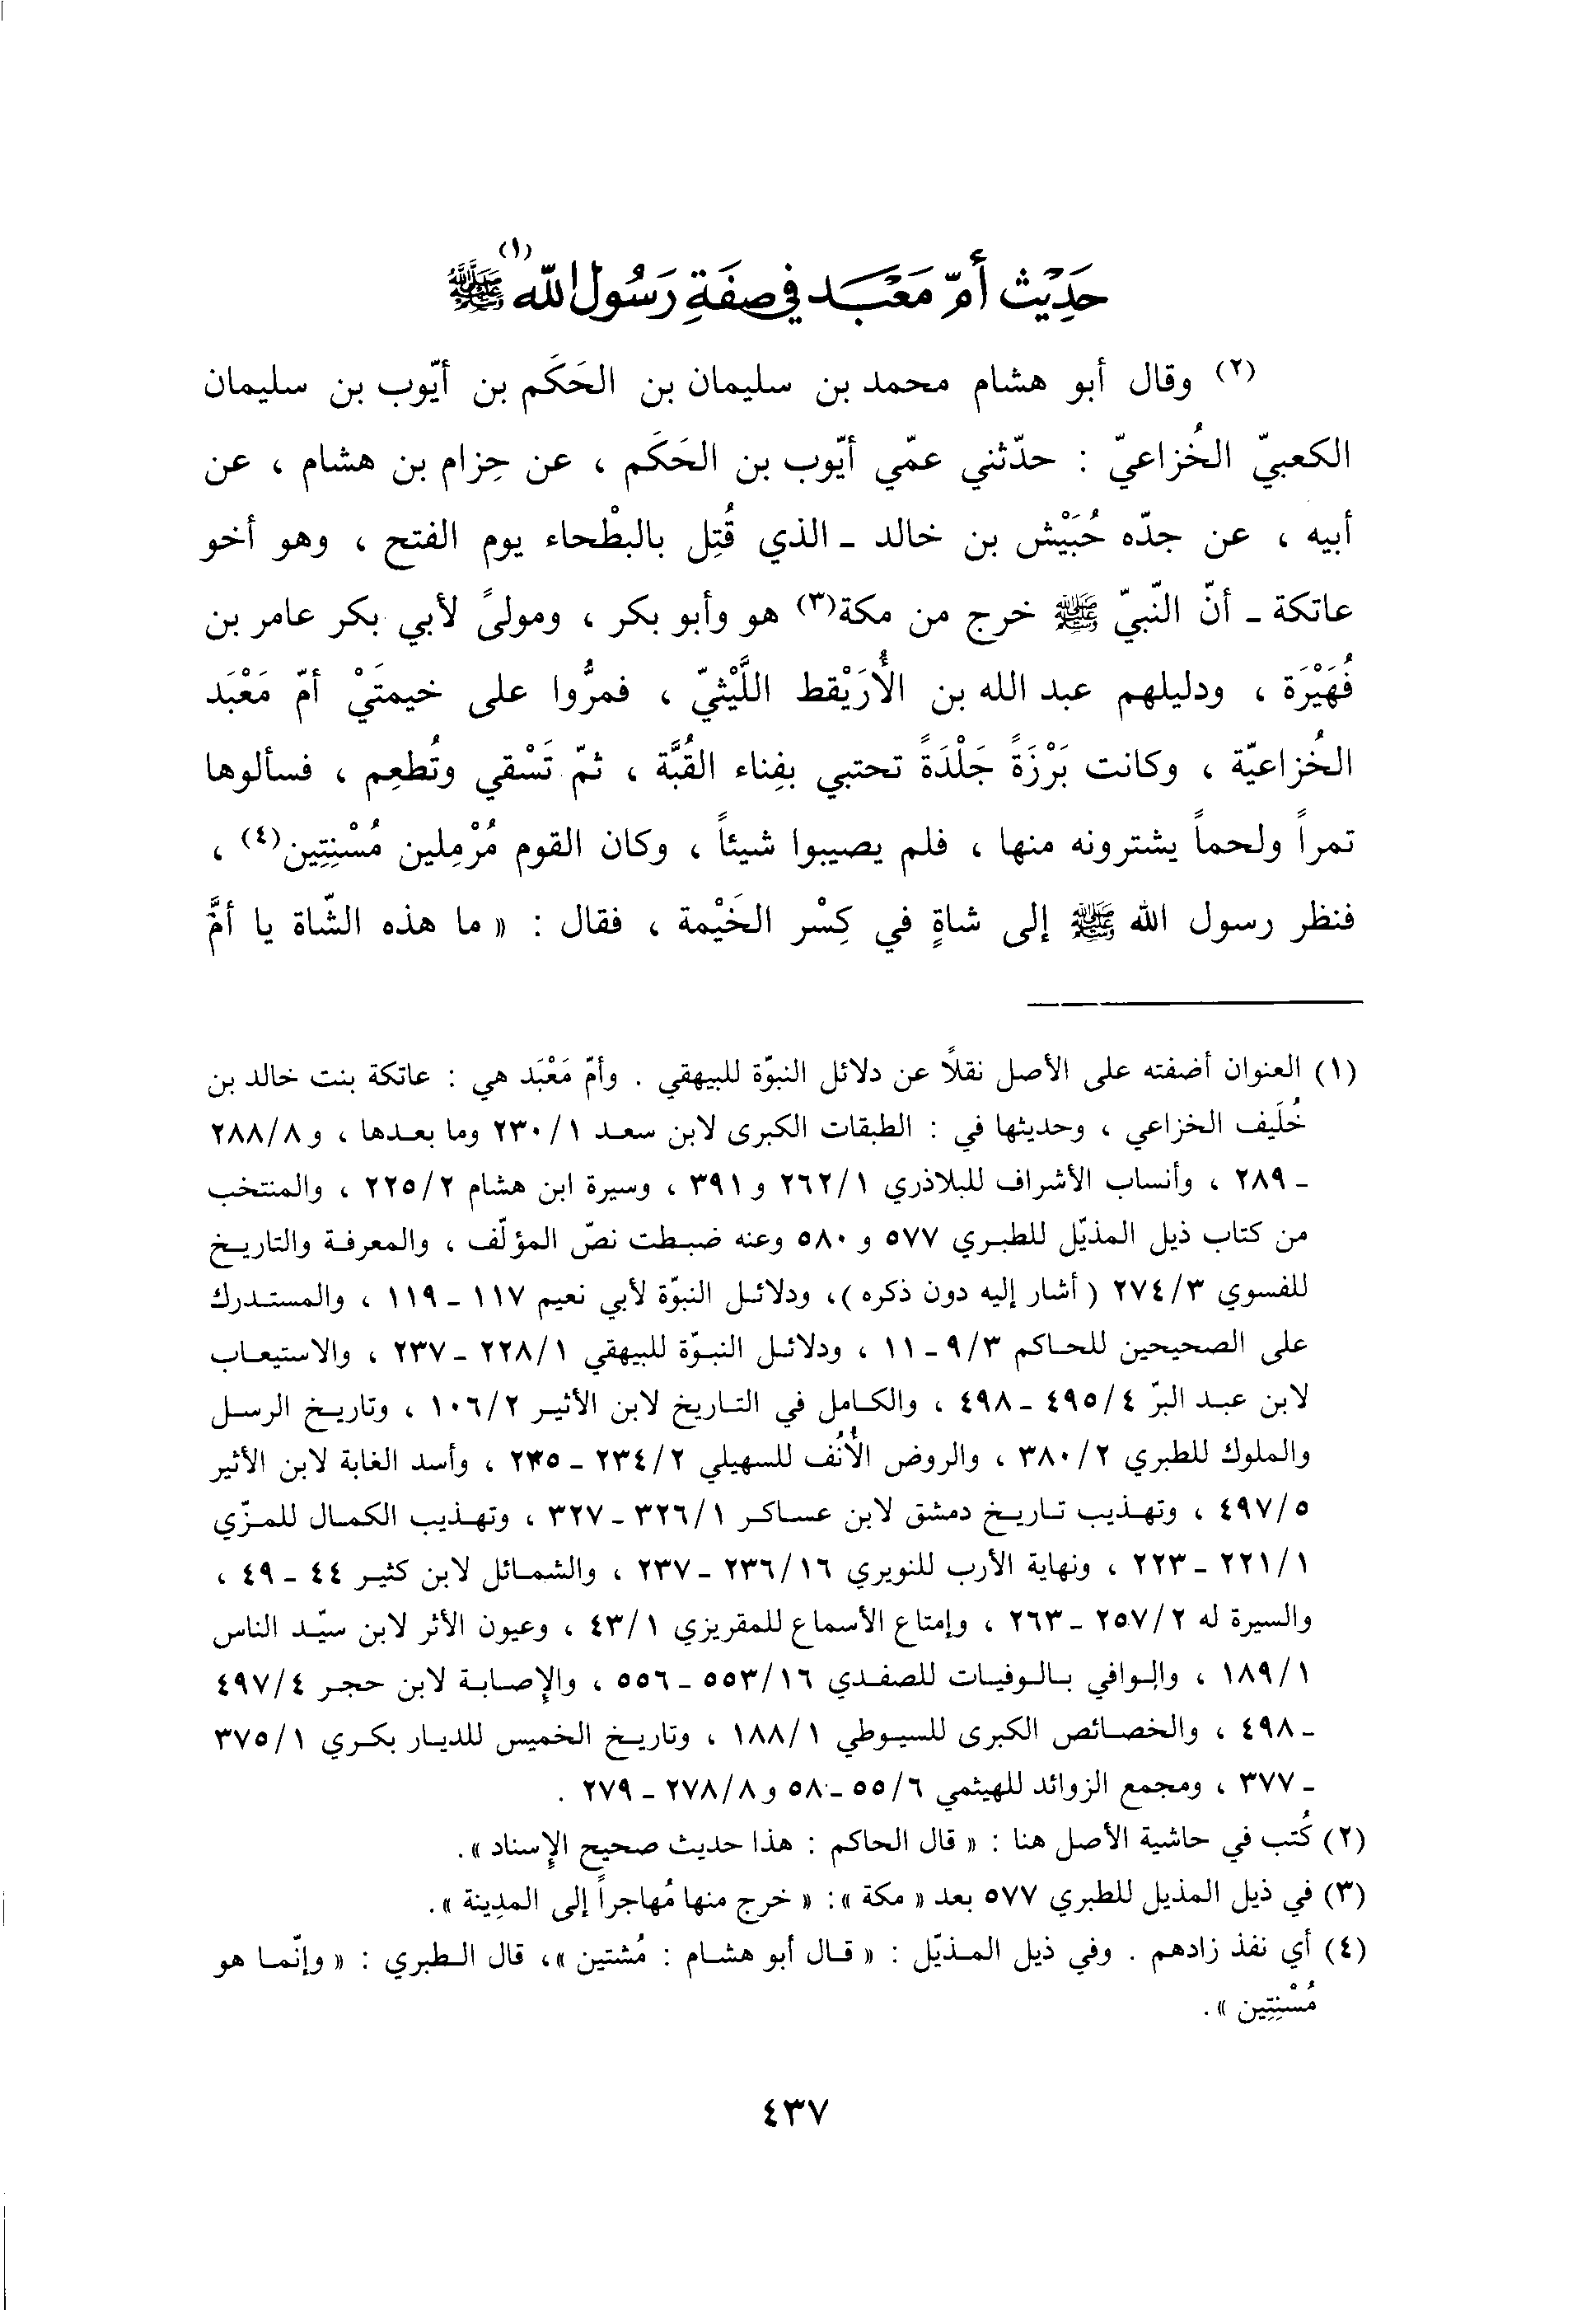 حَدِيْث أُمّ مَعْبَد في صِفَةِ رَسُول الله ﷺ (١)
(٢) وقال أبو هشام محمد بن سليمان بن الحَكَم بن أيّوب بن سليمان
الكعبيّ الخُزاعيّ : حدّثني عمّي أيّوب بن الحَكَم ، عن حِزام بن هشام ، عن
أبيه ، عن جدّه حُبَيْش بن خالد ـ الذي قُتِل بالبطْحاء يوم الفتح ، وهو أخو
عاتكة ـ أنّ النّبيّ ﷺ خرج من مكة(٣) هو وأبو بكر ، ومولىً لأبي بكر عامر بن
فُهَيْرَة ، ودليلهم عبد الله بن الأُرَيْقط اللَّيْثيّ ، فمرُّوا على خيمتَيْ أمّ مَعْبَد
الخُزاعيّة ، وكانت بَرْزَةً جَلْدَةً تحتبي بفِناء القُبَّة ، ثمّ تَسْقي وتُطعِم ، فسألوها
تمراً ولحماً يشترونه منها ، فلم يصيبوا شيئاً ، وكان القوم مُرْمِلين مُسْنِتِين(٤) ،
فنظر رسول الله ﷺ إلى شاةٍ في كِسْر الخَيْمة ، فقال : « ما هذه الشّاة يا أمَّ
(١) العنوان أضفته على الأصل نقلاً عن دلائل النبوّة للبيهقي . وأمّ مَعْبَد هي : عاتكة بنت خالد بن
خُلَيف الخزاعي ، وحديثها في : الطبقات الكبرى لابن سعد ٢٣٠/١ وما بعدها ، و ٢٨٨/٨
ـ ٢٨٩ ، وأنساب الأشراف للبلاذري ٢٦٢/١ و ٣٩١ ، وسيرة ابن هشام ٢٢٥/٢ ، والمنتخب
من كتاب ذيل المذيّل للطبري ٥٧٧ و ٥٨٠ وعنه ضبطت نصّ المؤلّف ، والمعرفة والتاريخ
للفسوي ٢٧٤/٣ ( أشار إليه دون ذكره )، ودلائل النبوّة لأبي نعيم ١١٧ ـ ١١٩ ، والمستدرك
على الصحيحين للحاكم ٩/٣ ـ ١١ ، ودلائل النبوّة للبيهقي ٢٢٨/١ ـ ٢٣٧ ، والاستيعاب
لابن عبد البرّ ٤٩٥/٤ ـ ٤٩٨ ، والكامل في التاريخ لابن الأثير ١٠٦/٢ ، وتاريخ الرسل
والملوك للطبري ٣٨٠/٢ ، والروض الأُنُف للسهيلي ٢٣٤/٢ ـ ٢٣٥ ، وأسد الغابة لابن الأثير
٤٩٧/٥ ، وتهذيب تاريخ دمشق لابن عساكر ٣٢٦/١ ـ ٣٢٧ ، وتهذيب الكمال للمزّي
٢٢١/١ ـ ٢٢٣ ، ونهاية الأرب للنويري ٢٣٦/١٦ ـ ٢٣٧ ، والشمائل لابن كثير ٤٤ ـ ٤٩ ،
والسيرة له ٢٥٧/٢ ـ ٢٦٣ ، وإمتاع الأسماع للمقريزي ٤٣/١ ، وعيون الأثر لابن سيّد الناس
١٨٩/١ ، والوافي بالوفيات للصفدي ٥٥٣/١٦ ـ ٥٥٦ ، والإصابة لابن حجر ٤٩٧/٤
ـ ٤٩٨ ، والخصائص الكبرى للسيوطي ١٨٨/١ ، وتاريخ الخميس للديار بكري ٣٧٥/١
ـ ٣٧٧ ، ومجمع الزوائد للهيثمي ٥٥/٦ ـ ٥٨ و ٢٧٨/٨ ـ ٢٧٩ .
(٢) كُتب في حاشية الأصل هنا : « قال الحاكم : هذا حديث صحيح الإسناد ».
(٣) في ذيل المذيل للطبري ٥٧٧ بعد « مكة »: « خرج منها مُهاجراً إلى المدِينة ».
(٤) أي نفذ زادهم . وفي ذيل المذيّل : « قال أبو هشام : مُشتين »، قال الطبري : « وإنّما هو
مُسْنِتِين ».
٤٣٧